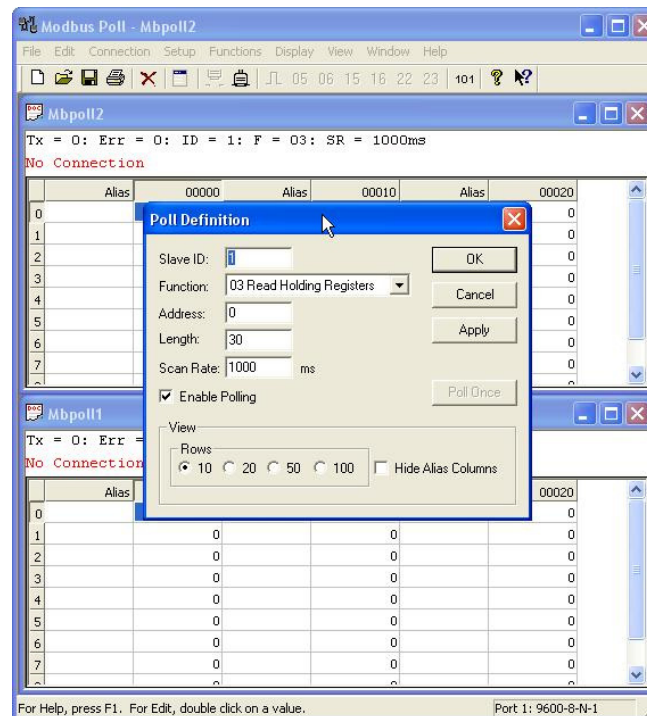 Modbus Poll - Mbpoll2
File Edit Connection Setup Functions Display View Window Help
05 06 15 16 22 23 101
Mbpoll2
Tx = 0: Err = 0: ID = 1: F = 03: SR = 1000ms
No Connection
Alias 00000 Alias 00010 Alias 00020
0 0
1 0
2 0
3 0
4 0
5 0
6 0
7 0
Poll Definition
Slave ID: 1
OK
Function: 03 Read Holding Registers
Cancel
Address: 0
Length: 30
Apply
Scan Rate: 1000 ms
Enable Polling
Poll Once
View
Rows
10 20 50 100 Hide Alias Columns
Mbpoll1
Tx = 0: Err =
No Connection
Alias 00020
0 0
1 0 0 0
2 0 0 0
3 0 0 0
4 0 0 0
5 0 0 0
6 0 0 0
7 0 0 0
For Help, press F1. For Edit, double click on a value. Port 1: 9600-8-N-1